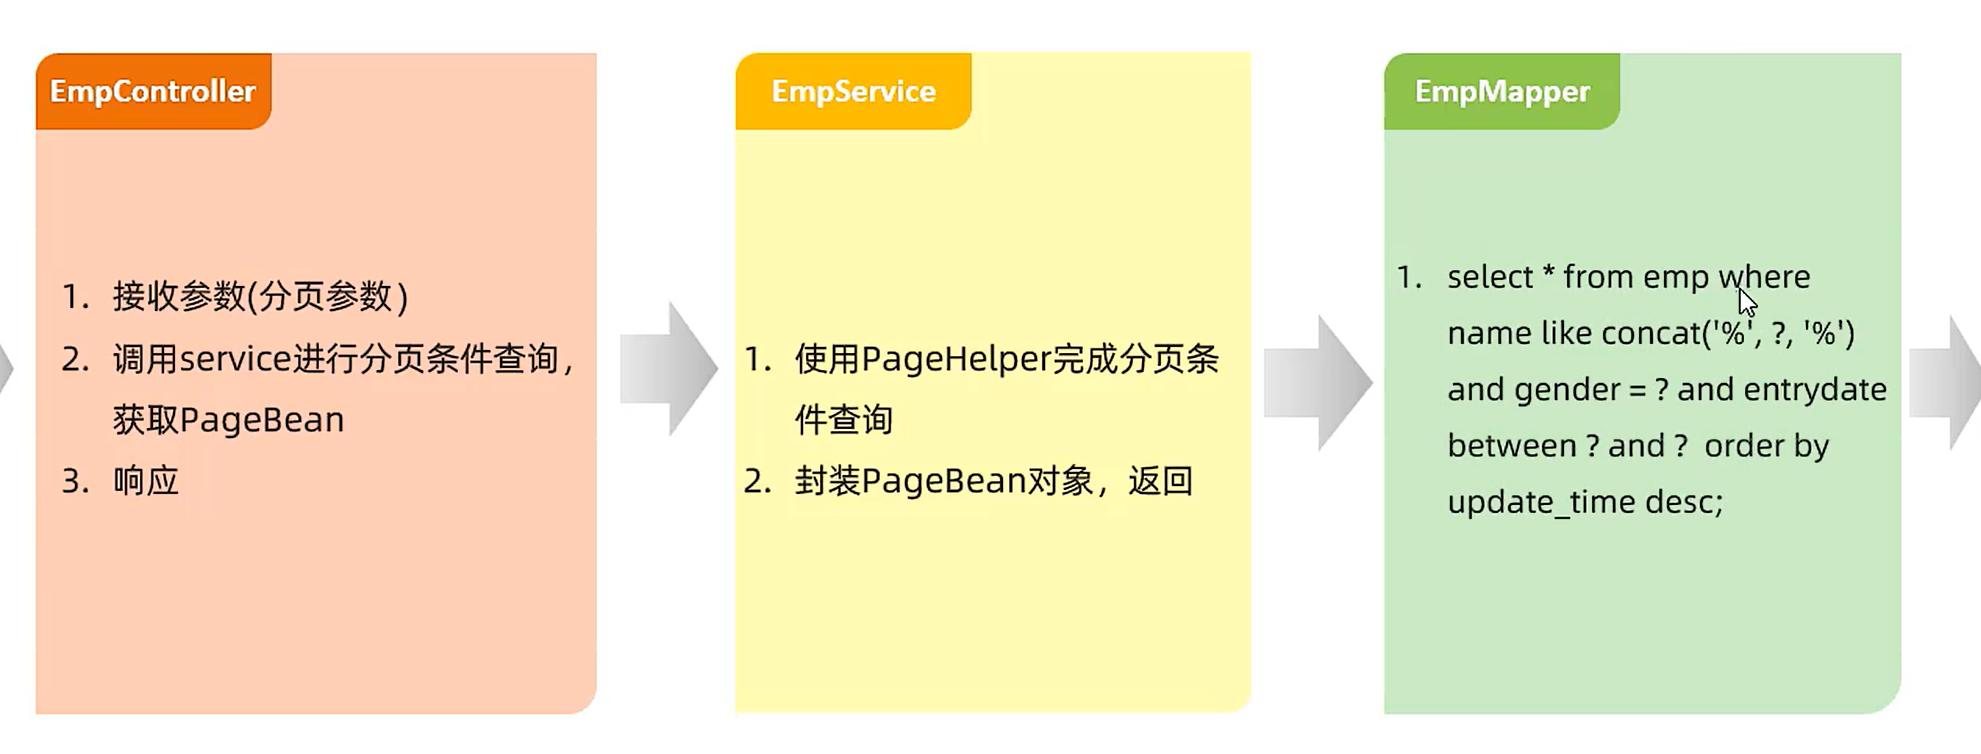 EmpController
1. 接收参数(分页参数)
2. 调用service进行分页条件查询，
获取PageBean
3. 响应
EmpService
1. 使用PageHelper完成分页条
件查询
2. 封装PageBean对象，返回
EmpMapper
1. select * from emp where
name like concat('%', ?, '%')
and gender = ? and entrydate
between ? and ? order by
update_time desc;